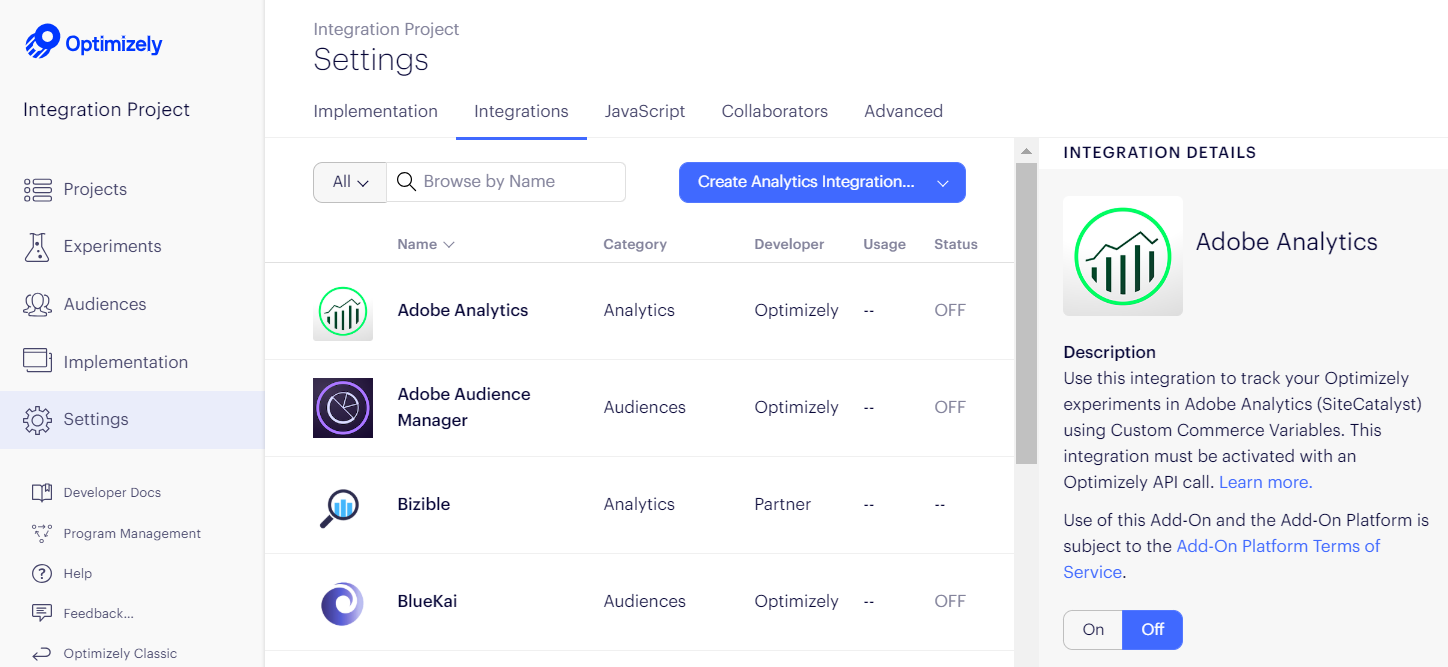 Optimizely
Integration Project
Projects
Experiments
Audiences
Implementation
Settings
Developer Docs
Program Management
Help
Feedback...
Optimizely Classic
Integration Project
Settings
Implementation Integrations JavaScript Collaborators Advanced
All Browse by Name Create Analytics Integration...
Name Category Developer Usage Status
Adobe Analytics Analytics Optimizely -- OFF
Adobe Audience
Manager Audiences Optimizely -- OFF
Bizible Analytics Partner -- --
BlueKai Audiences Optimizely -- OFF
INTEGRATION DETAILS
Adobe Analytics
Description
Use this integration to track your Optimizely
experiments in Adobe Analytics (SiteCatalyst)
using Custom Commerce Variables. This
integration must be activated with an
Optimizely API call. Learn more.
Use of this Add-On and the Add-On Platform is
subject to the Add-On Platform Terms of
Service.
On Off